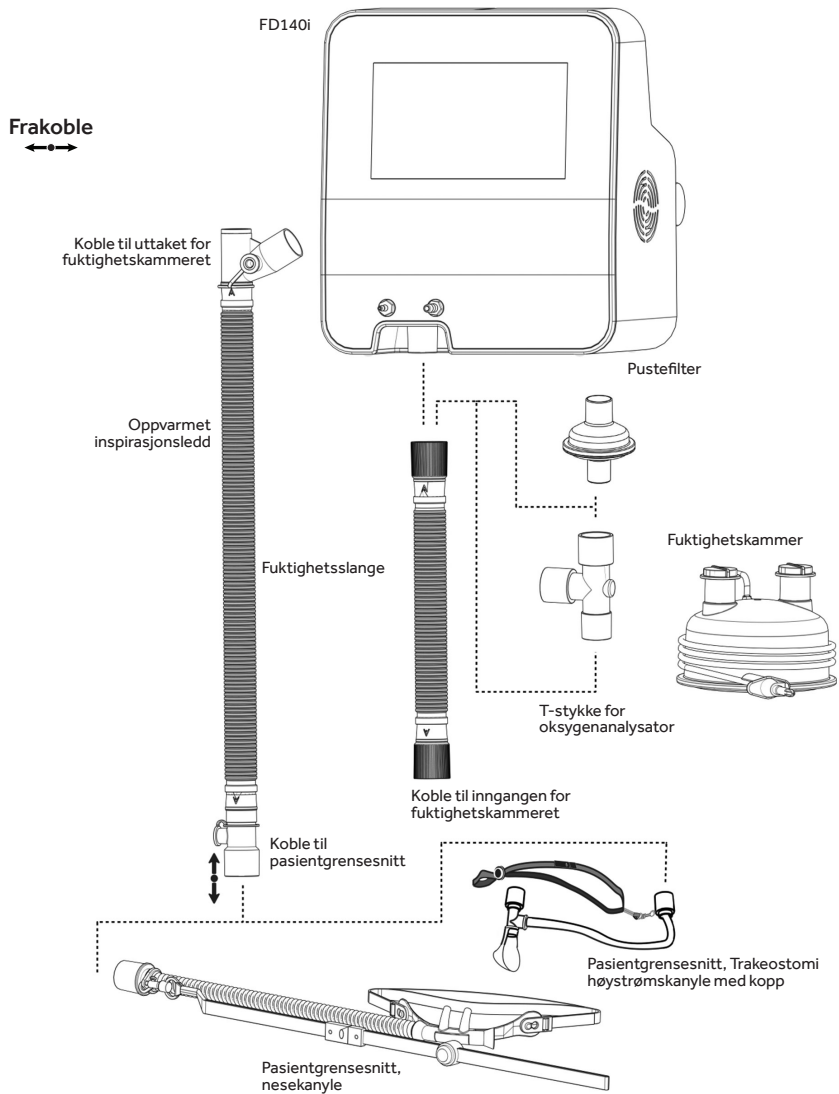 FD140i
Frakoble
Koble til uttaket for
fuktighetskammeret
Pustefilter
Oppvarmet
inspirasjonsledd
Fuktighetsslange
Fuktighetskammer
T-stykke for
oksygenanalysator
Koble til inngangen for
fuktighetskammeret
Koble til
pasientgrensesnitt
Pasientgrensesnitt, Trakeostomi
høystrømskanyle med kopp
Pasientgrensesnitt,
nesekanyle